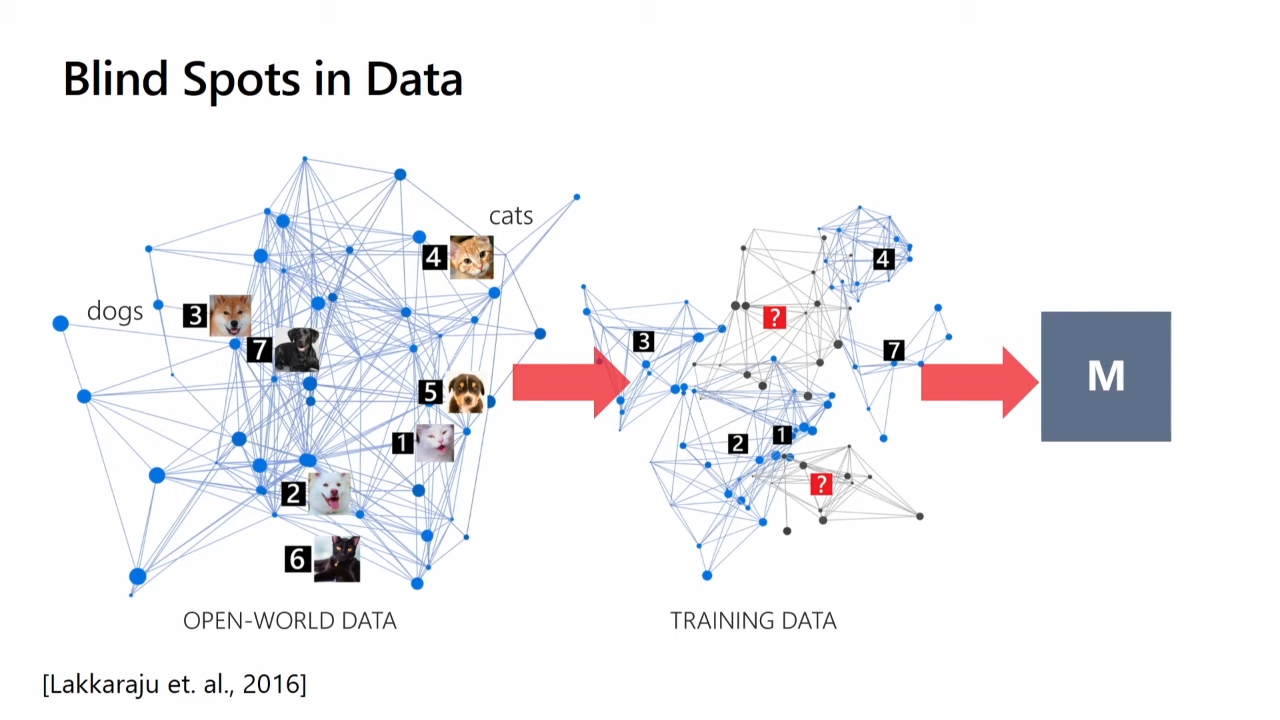 Blind Spots in Data
cats
4
dogs
3
7
5
1
2
6
OPEN-WORLD DATA
4
?
3
7
2
1
?
TRAINING DATA
M
[Lakkaraju et. al., 2016]